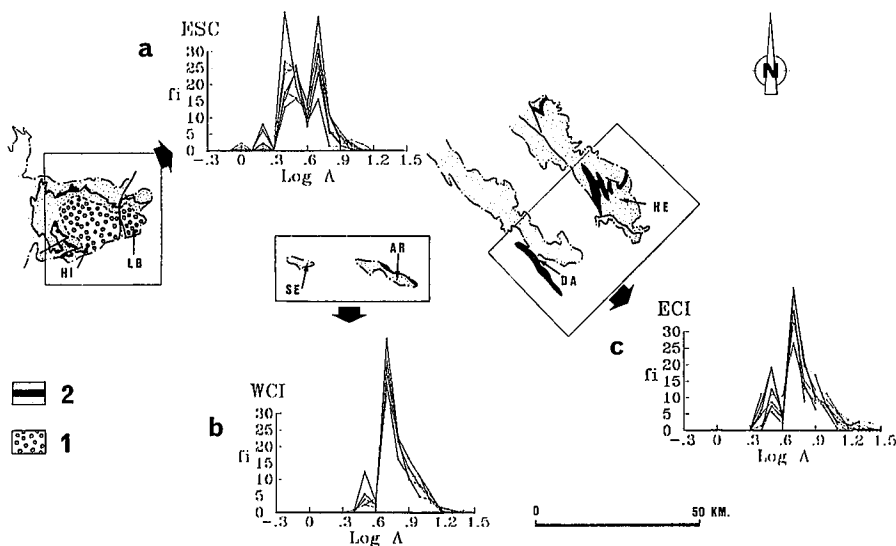 a
ESC
30
25
20
fi
15
10
5
0
-.3 0 .3 .6 .9 1.2 1.5
Log Λ
N
HI
LB
SE
AR
HE
DA
2
1
b
WCI
30
25
20
15
fi
10
5
0
-.3 0 .3 .6 .9 1.2 1.5
Log Λ
c
ECI
30
25
20
fi
15
10
5
0
-.3 0 .3 .6 .9 1.2 1.5
Log Λ
0 50 KM.